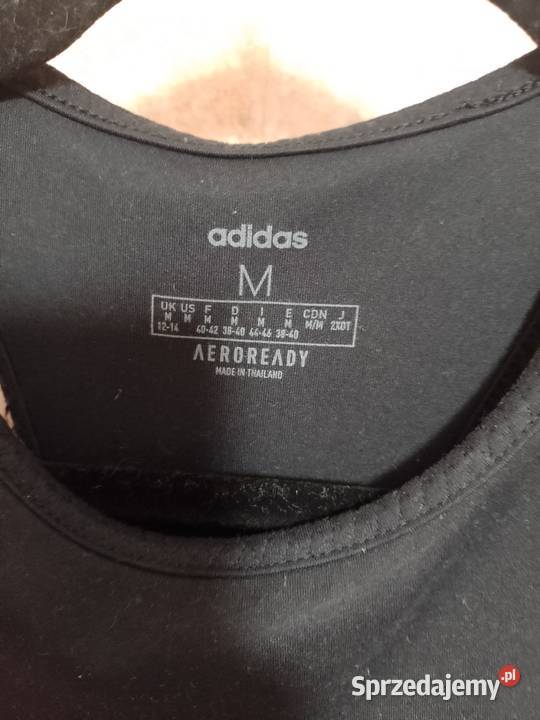 adidas
M
UK US F D I E CDN J
M M M M M M M/M 2XOT
12-14 40-42 38-40 44-46 38-40
AEROREADY
MADE IN THAILAND
Sprzedajemy.pl